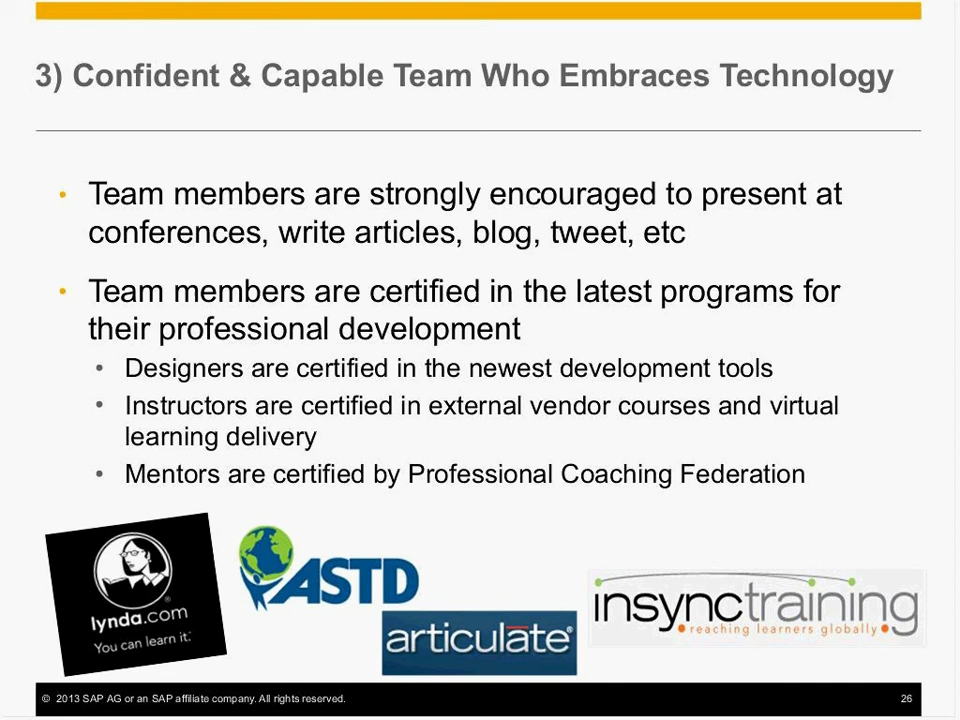 3) Confident & Capable Team Who Embraces Technology
• Team members are strongly encouraged to present at
conferences, write articles, blog, tweet, etc
• Team members are certified in the latest programs for
their professional development
• Designers are certified in the newest development tools
• Instructors are certified in external vendor courses and virtual
learning delivery
• Mentors are certified by Professional Coaching Federation
lynda.com
You can learn it.
ASTD
articulate®
insynctraining
reaching learners globally
© 2013 SAP AG or an SAP affiliate company. All rights reserved.
26